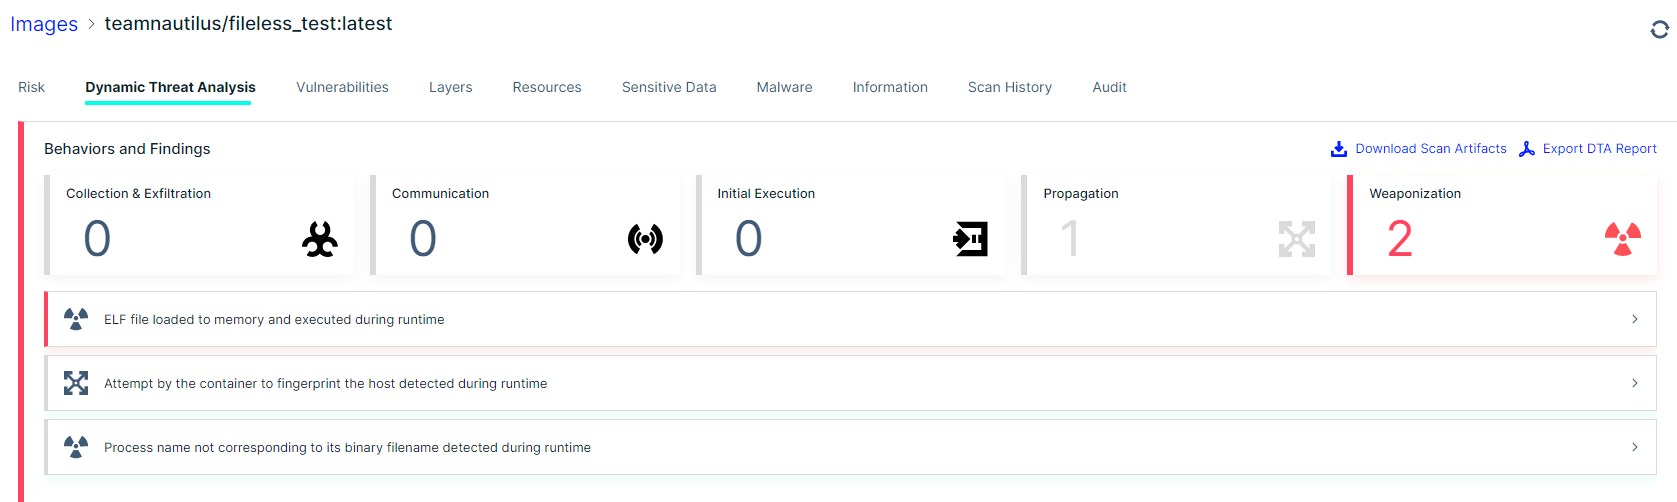 Images > teamnautilus/fileless_test:latest
Risk Dynamic Threat Analysis Vulnerabilities Layers Resources Sensitive Data Malware Information Scan History Audit
Behaviors and Findings Download Scan Artifacts Export DTA Report
Collection & Exfiltration Communication Initial Execution Propagation Weaponization
0 0 0 1 2
ELF file loaded to memory and executed during runtime
Attempt by the container to fingerprint the host detected during runtime
Process name not corresponding to its binary filename detected during runtime